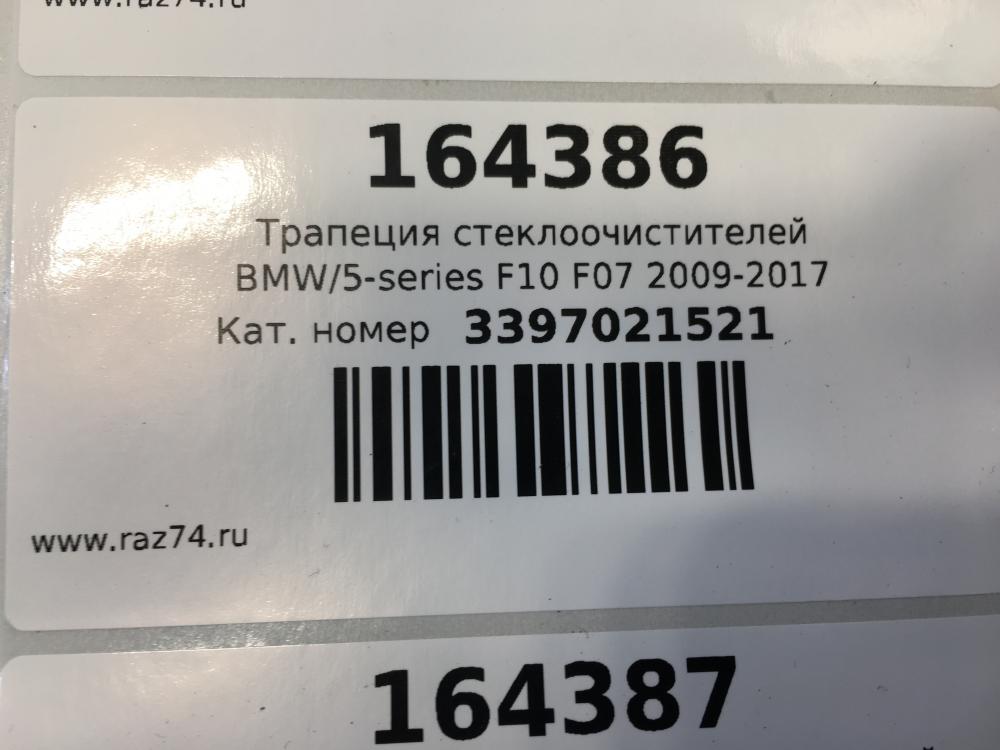 www.raz74.ru
164386
Трапеция стеклоочистителей
BMW/5-series F10 F07 2009-2017
Кат. номер 3397021521
www.raz74.ru
164387